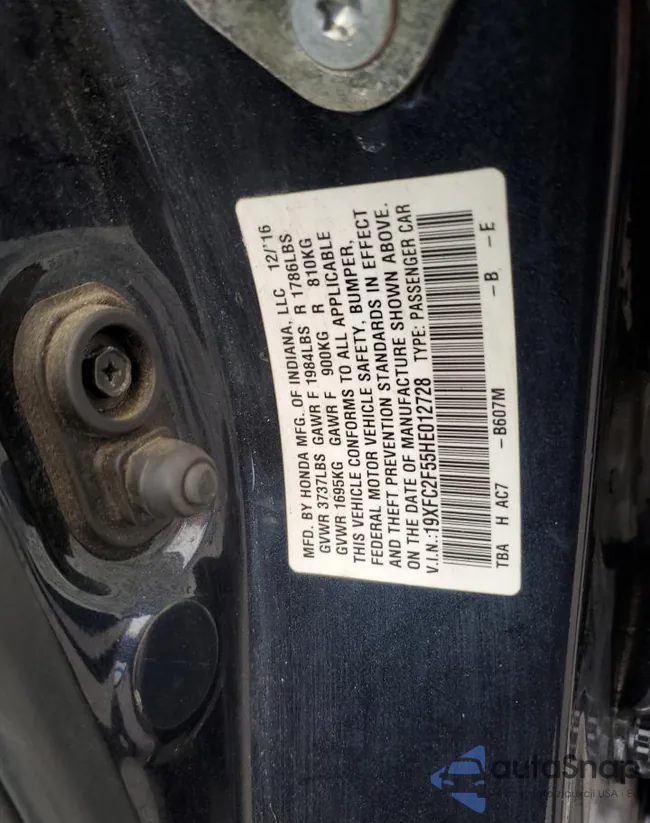 MFD. BY HONDA MFG. OF INDIANA, LLC 12/'16
GVWR 3737LBS GAWR F 1984LBS R 1786LBS
GVWR 1695KG GAWR F 900KG R 810KG
THIS VEHICLE CONFORMS TO ALL APPLICABLE
FEDERAL MOTOR VEHICLE SAFETY, BUMPER,
AND THEFT PREVENTION STANDARDS IN EFFECT
ON THE DATE OF MANUFACTURE SHOWN ABOVE.
V.I.N.:19XFC2F55HE012728 TYPE: PASSENGER CAR
TBA H AC7 -B607M -B -E
autaSnap
USA i